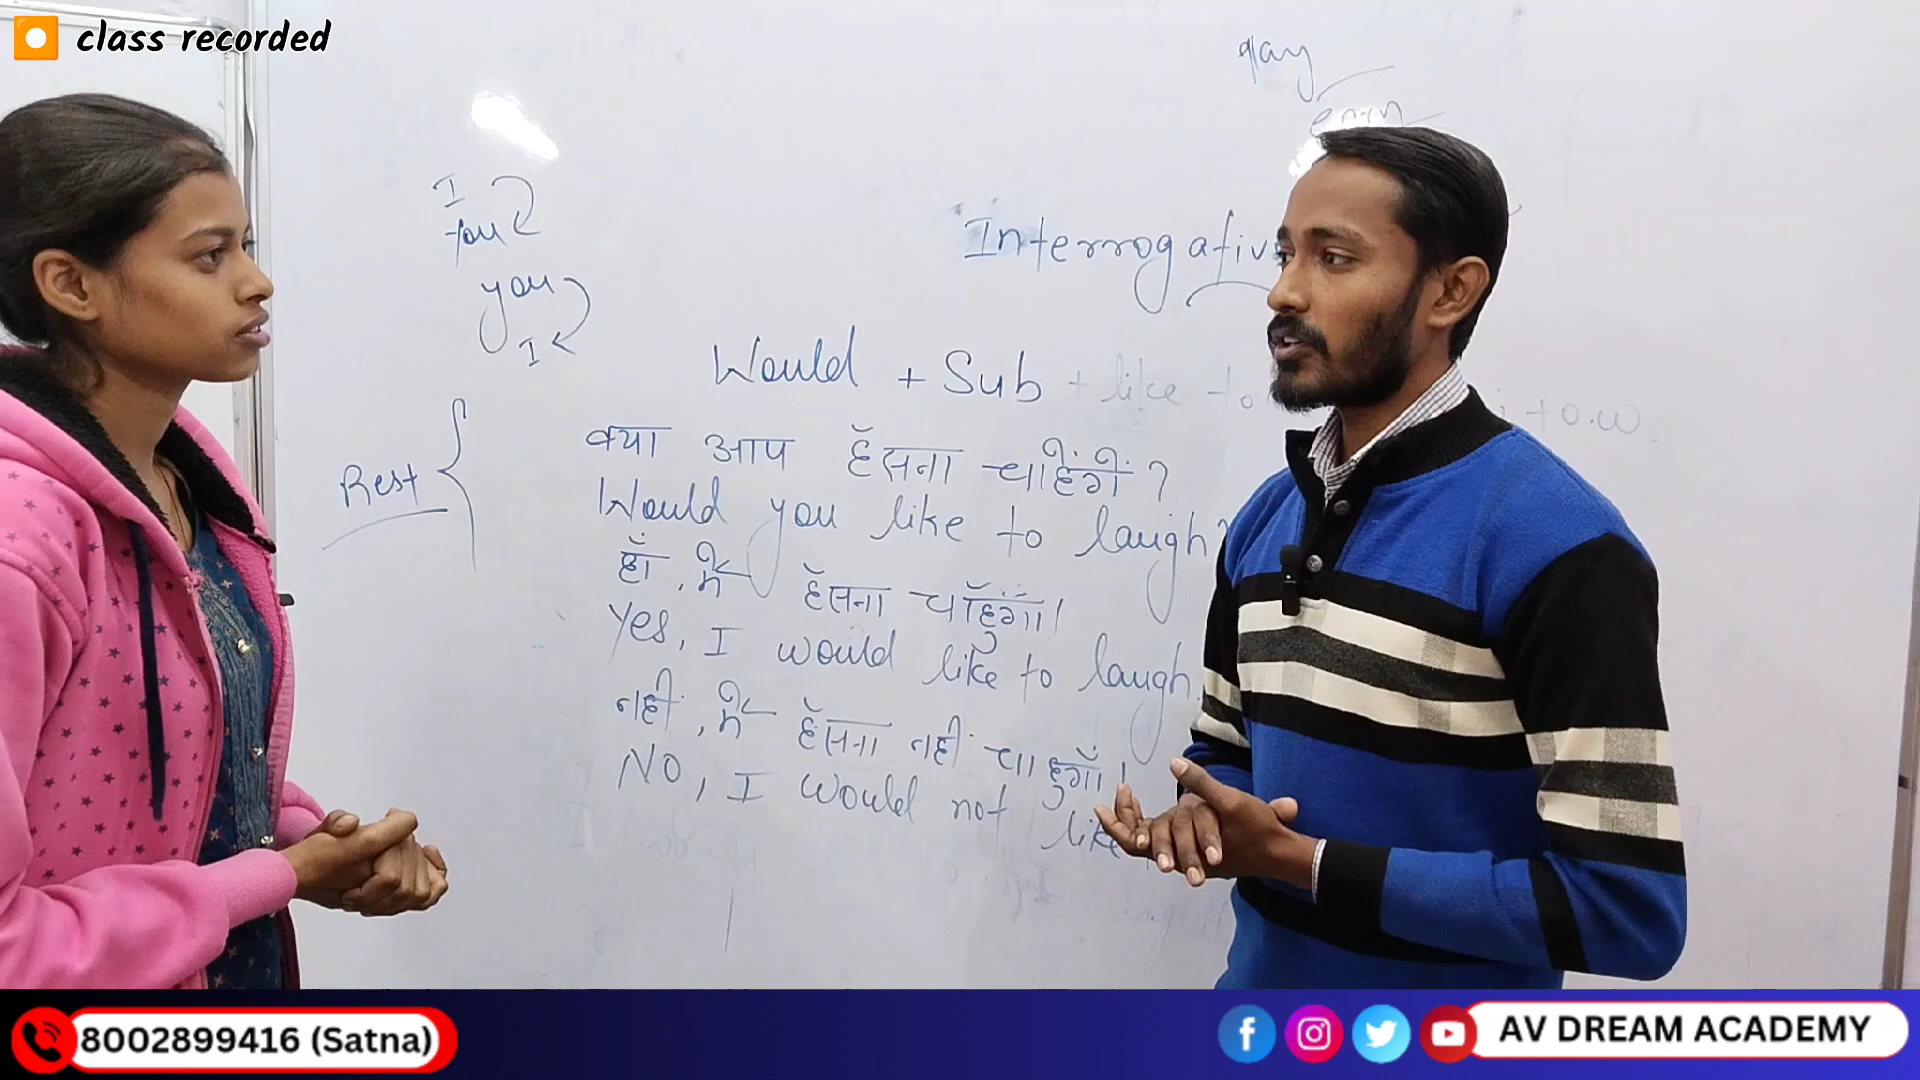 class recorded
play
I
you
you
I
Interrogativ
Would + Sub + like to + o.w.
Rest
क्या आप हँसना चाहेंगें?
Would you like to laugh?
हाँ, मैं हँसना चाँहुगाँ।
Yes, I would like to laugh.
नहीं, मैं हँसना नहीं चाहुगाँ।
No, I would not like
8002899416 (Satna)
AV DREAM ACADEMY